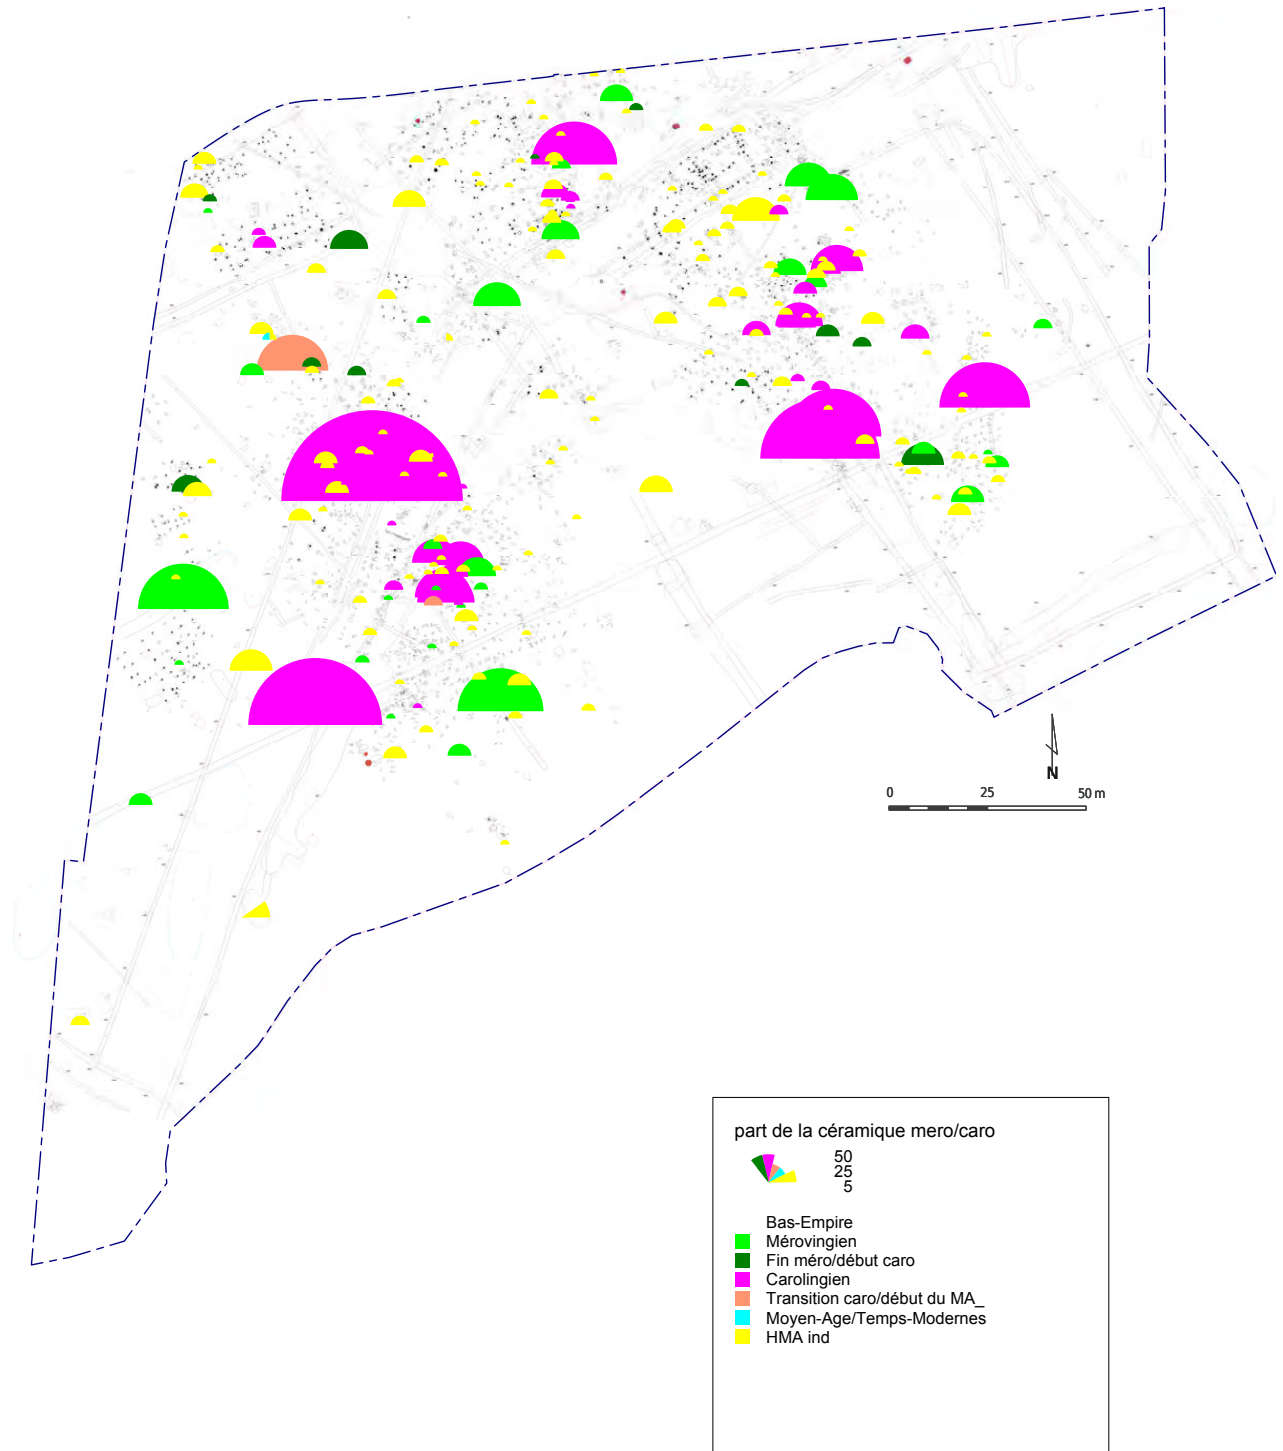 N
0 25 50 m
part de la céramique mero/caro
50
25
5
Bas-Empire
Mérovingien
Fin méro/début caro
Carolingien
Transition caro/début du MA_
Moyen-Age/Temps-Modernes
HMA ind